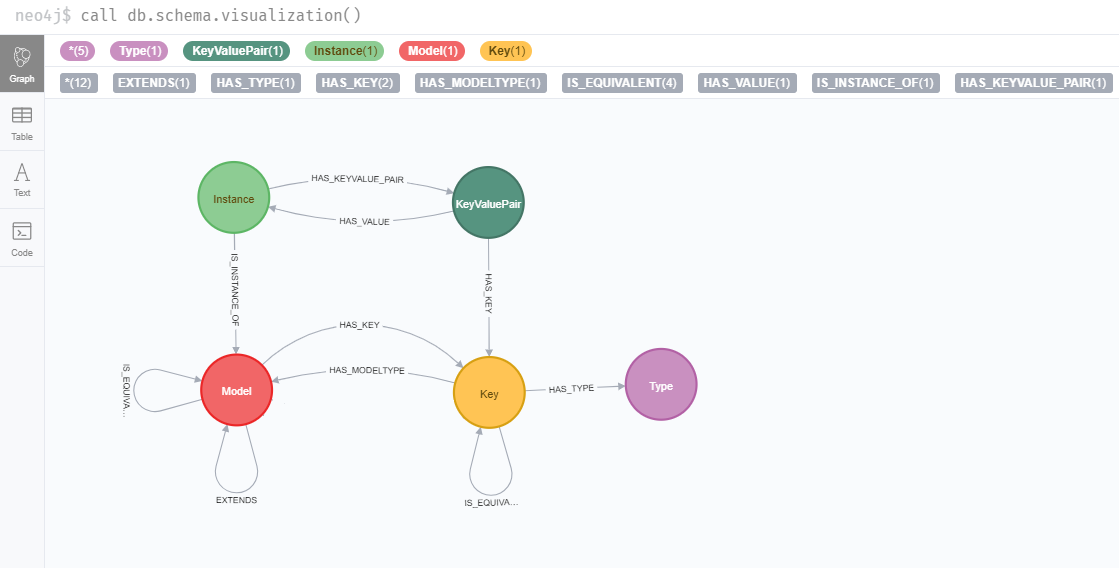 neo4j$ call db.schema.visualization()
*(5) Type(1) KeyValuePair(1) Instance(1) Model(1) Key(1)
*(12) EXTENDS(1) HAS_TYPE(1) HAS_KEY(2) HAS_MODELTYPE(1) IS_EQUIVALENT(4) HAS_VALUE(1) IS_INSTANCE_OF(1) HAS_KEYVALUE_PAIR(1)
Graph
Table
Text
Code
Instance
HAS_KEYVALUE_PAIR
KeyValuePair
HAS_VALUE
IS_INSTANCE_OF
HAS_KEY
HAS_KEY
HAS_MODELTYPE
IS_EQUIVA...
Model
Key
HAS_TYPE
Type
EXTENDS
IS_EQUIVA...